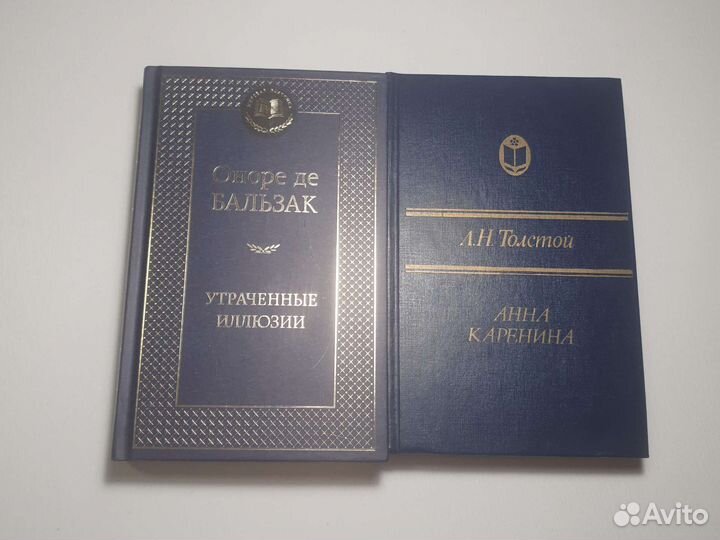 Оноре де
БАЛЬЗАК
УТРАЧЕННЫЕ
ИЛЛЮЗИИ
Л.Н. Толстой
АННА
КАРЕНИНА
Avito